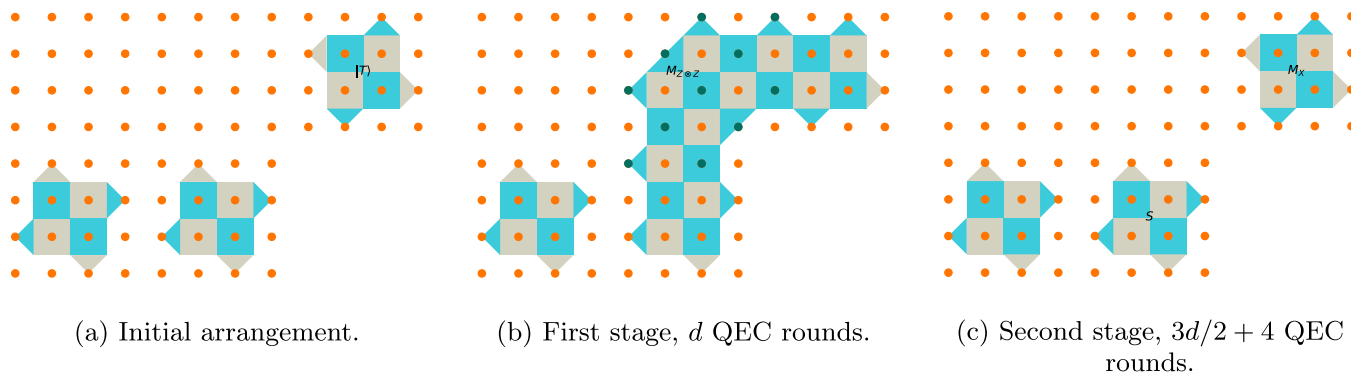 |T⟩
M_{Z⊗Z}
M_X
S
(a) Initial arrangement.
(b) First stage, d QEC rounds.
(c) Second stage, 3d/2 + 4 QEC
rounds.